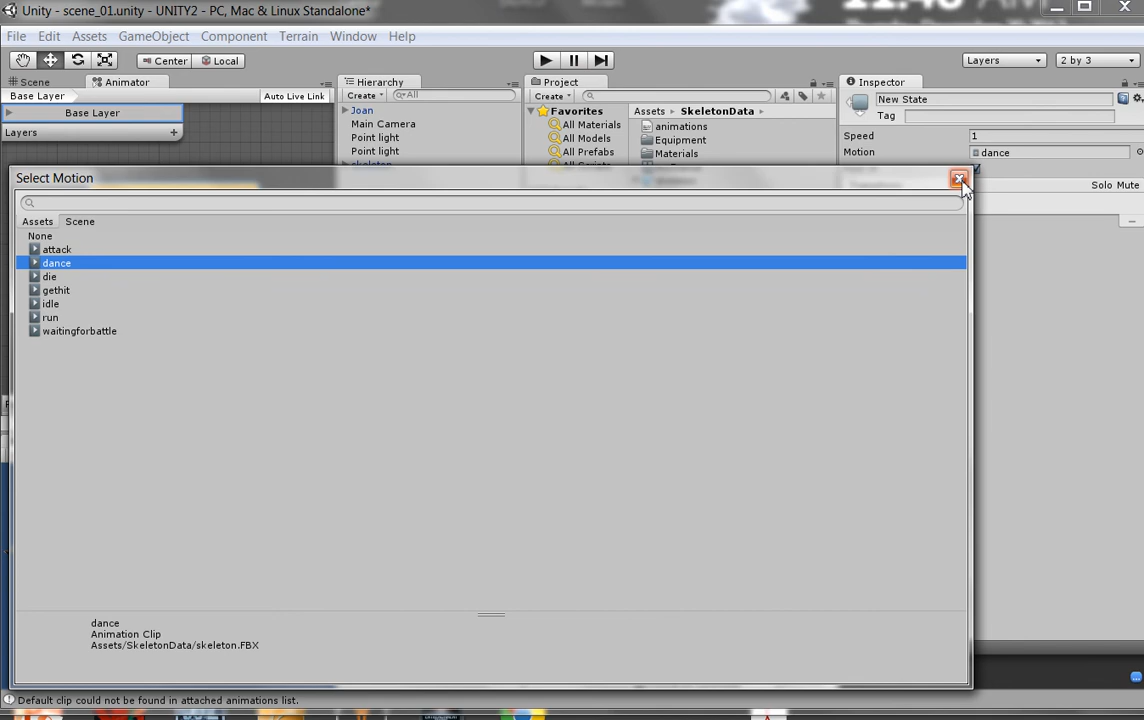 Unity - scene_01.unity - UNITY2 - PC, Mac & Linux Standalone*
File Edit Assets GameObject Component Terrain Window Help
Center Local Layers 2 by 3
Scene Animator Hierarchy Project Inspector
Base Layer Auto Live Link Create All Create Assets SkeletonData
Base Layer
Layers
Joan
Main Camera
Point light
Point light
skeleton
Favorites
All Materials
All Models
All Prefabs
animations
Equipment
Materials
New State
Tag
Speed 1
Motion dance
Solo Mute
Select Motion
Assets Scene
None
attack
dance
die
gethit
idle
run
waitingforbattle
dance
Animation Clip
Assets/SkeletonData/skeleton.FBX
Default clip could not be found in attached animations list.